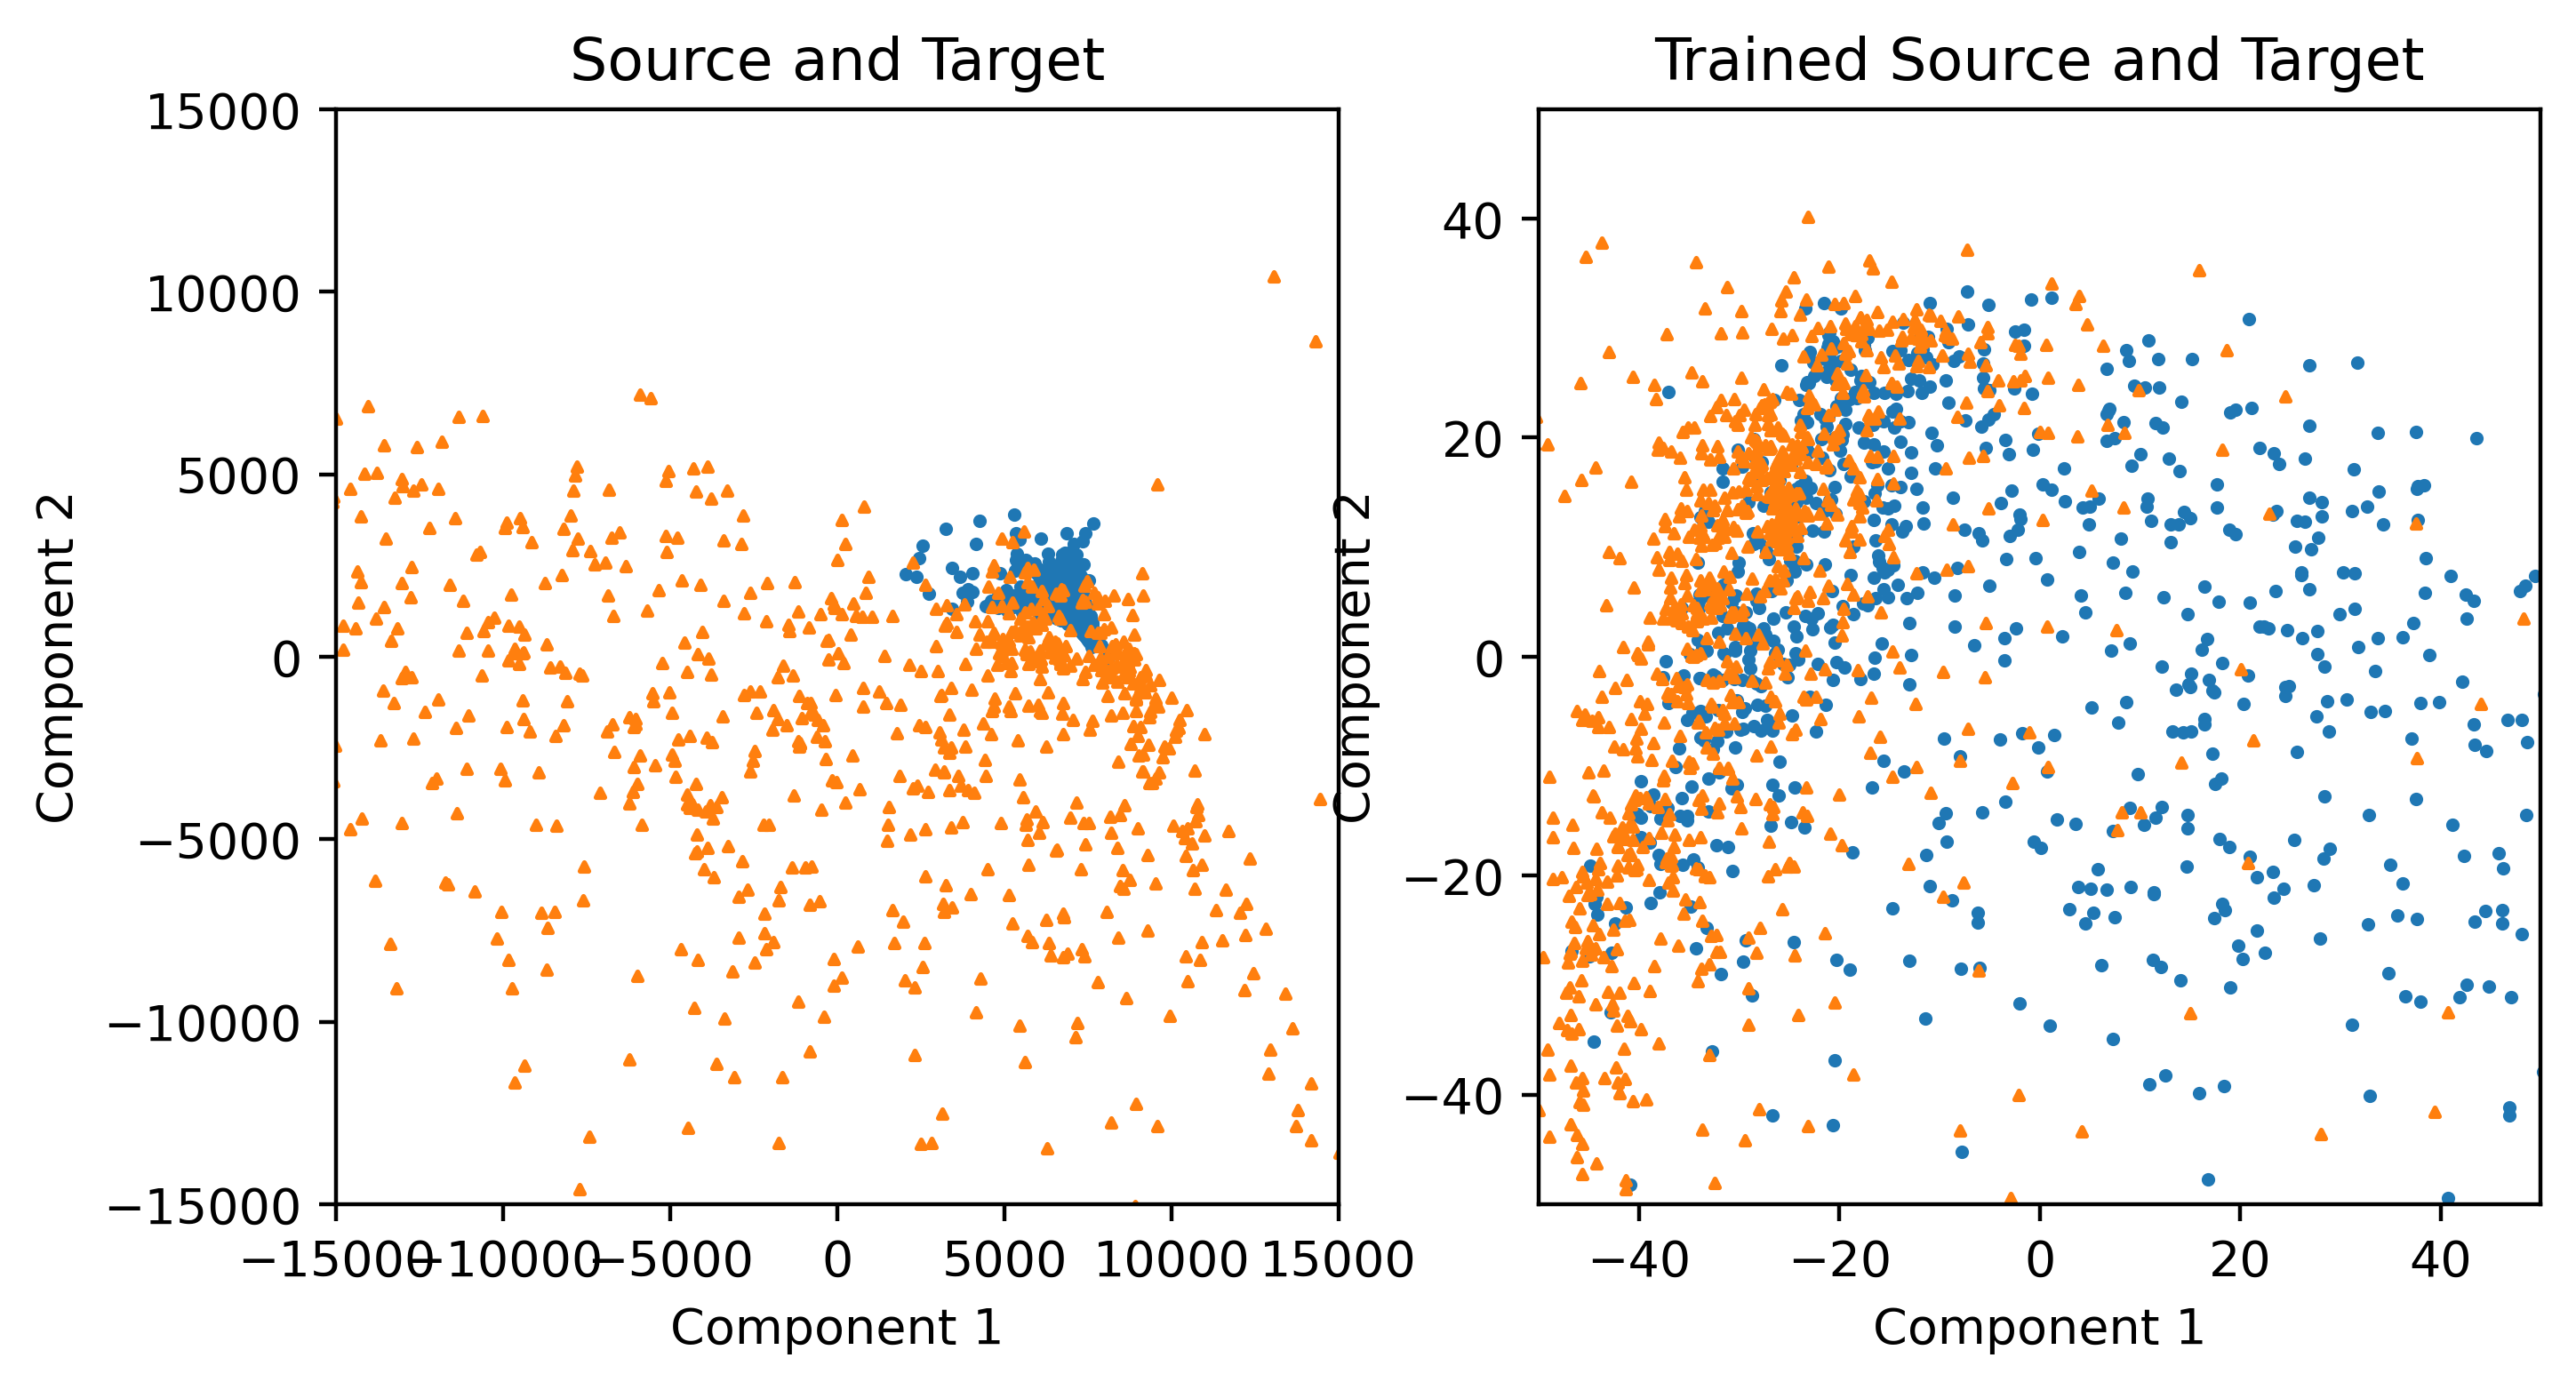 Source and Target
15000
10000
5000
0
−5000
−10000
−15000
Component 2
−15000 −10000 −5000 0 5000 10000 15000
Component 1
Trained Source and Target
40
20
0
−20
−40
Component 2
−40 −20 0 20 40
Component 1